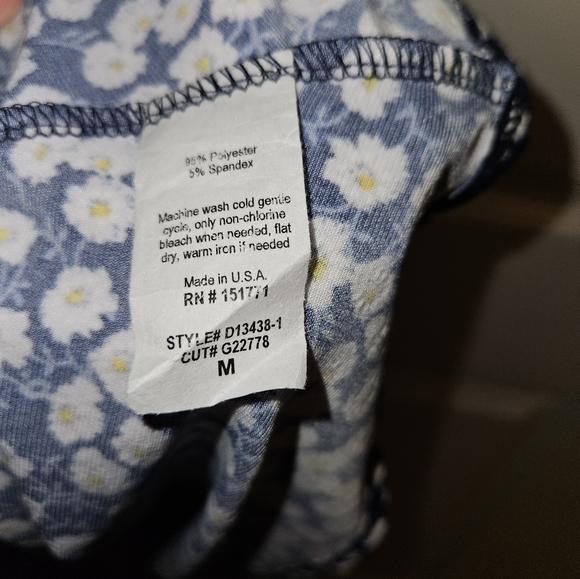 95% Polyester
5% Spandex
Machine wash cold gentle
cycle, only non-chlorine
bleach when needed, flat
dry, warm iron if needed
Made in U.S.A.
RN # 151771
STYLE# D13438-1
CUT# G22778
M